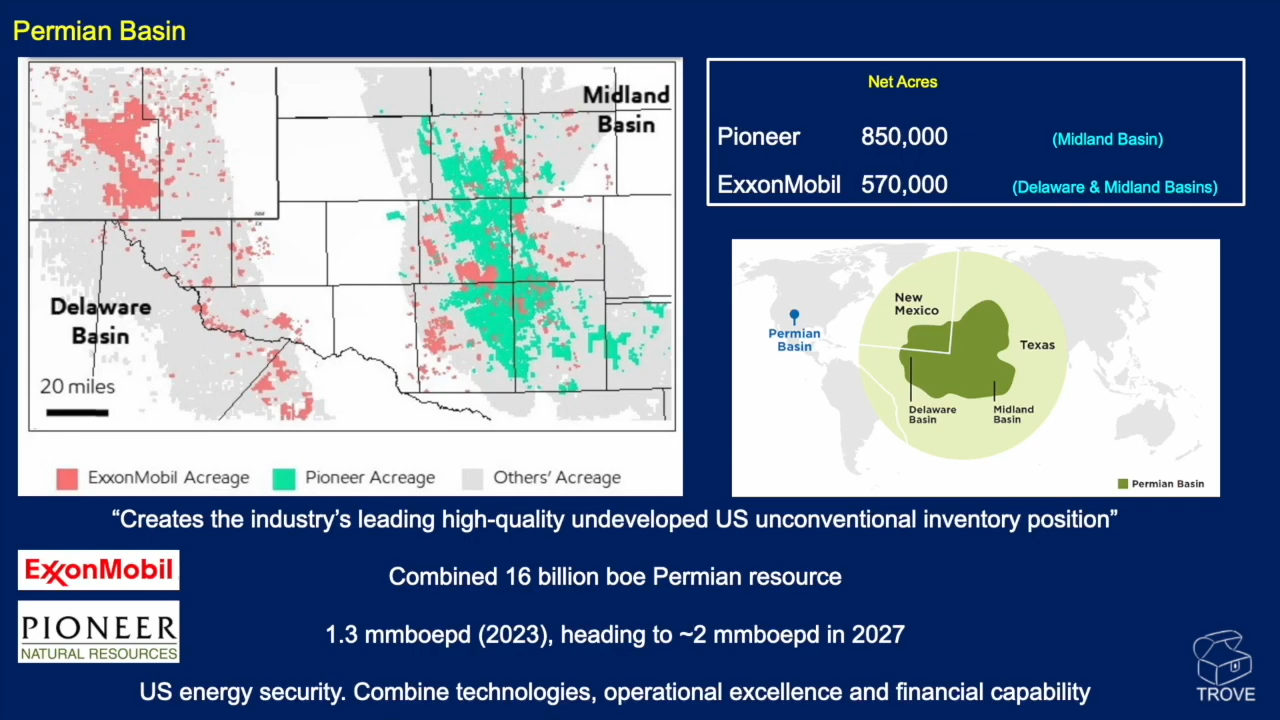 Permian Basin
Midland
Basin
Delaware
Basin
20 miles
ExxonMobil Acreage
Pioneer Acreage
Others' Acreage
Net Acres
Pioneer 850,000 (Midland Basin)
ExxonMobil 570,000 (Delaware & Midland Basins)
New
Mexico
Permian
Basin
Texas
Delaware
Basin
Midland
Basin
Permian Basin
“Creates the industry’s leading high-quality undeveloped US unconventional inventory position”
ExxonMobil
Combined 16 billion boe Permian resource
PIONEER
NATURAL RESOURCES
1.3 mmboepd (2023), heading to ~2 mmboepd in 2027
US energy security. Combine technologies, operational excellence and financial capability
TROVE